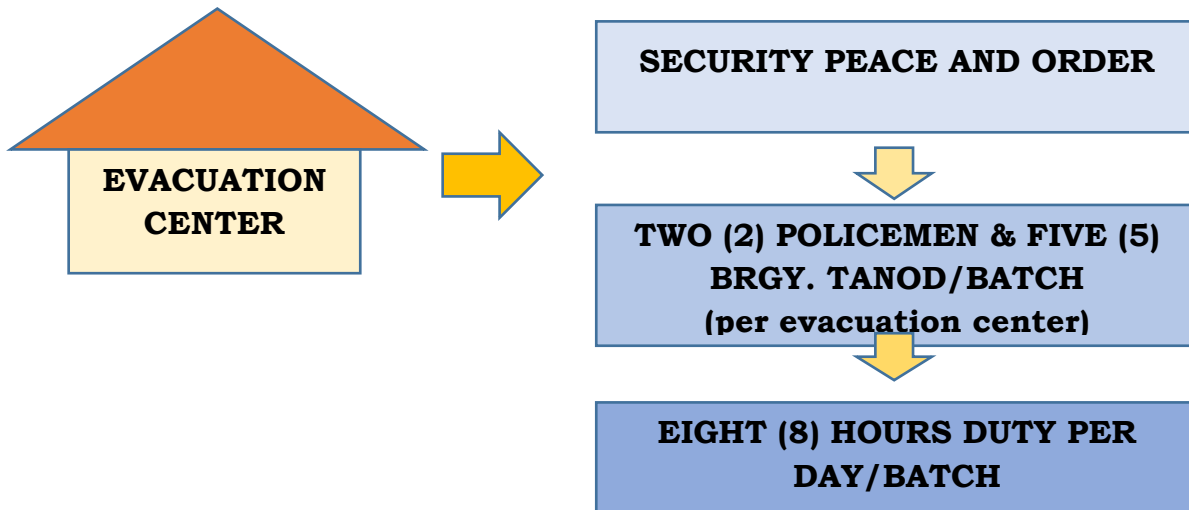 EVACUATION
CENTER
SECURITY PEACE AND ORDER
TWO (2) POLICEMEN & FIVE (5)
BRGY. TANOD/BATCH
(per evacuation center)
EIGHT (8) HOURS DUTY PER
DAY/BATCH